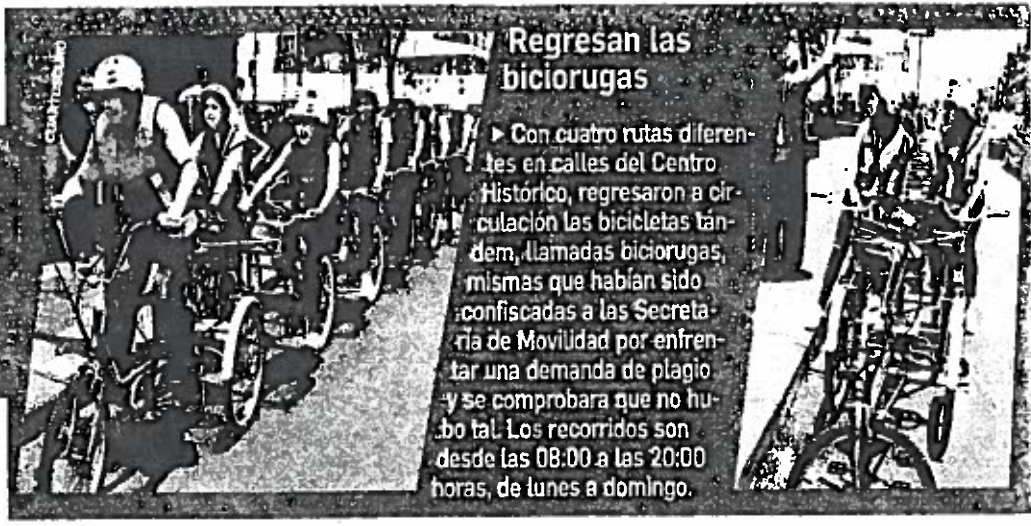 CUARTOSCURO
Regresan las
biciorugas
▶ Con cuatro rutas diferen-
tes en calles del Centro
Histórico, regresaron a cir
culación las bicicletas tán-
dem, llamadas biciorugas,
mismas que habían sido
confiscadas a las Secreta-
ría de Movilidad por enfren-
tar una demanda de plagio
y se comprobara que no hu-
bo tal. Los recorridos son
desde las 08:00 a las 20:00
horas, de lunes a domingo.